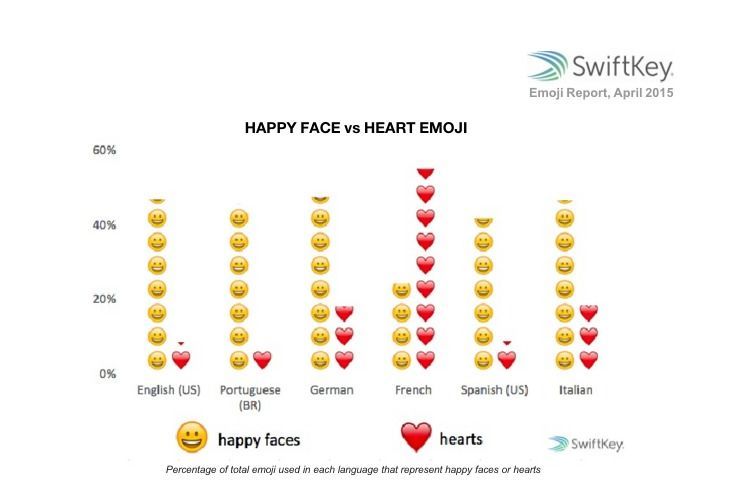 SwiftKey.
Emoji Report, April 2015
HAPPY FACE vs HEART EMOJI
60%
40%
20%
0%
English (US)
Portuguese
(BR)
German
French
Spanish (US)
Italian
happy faces
hearts
SwiftKey.
Percentage of total emoji used in each language that represent happy faces or hearts